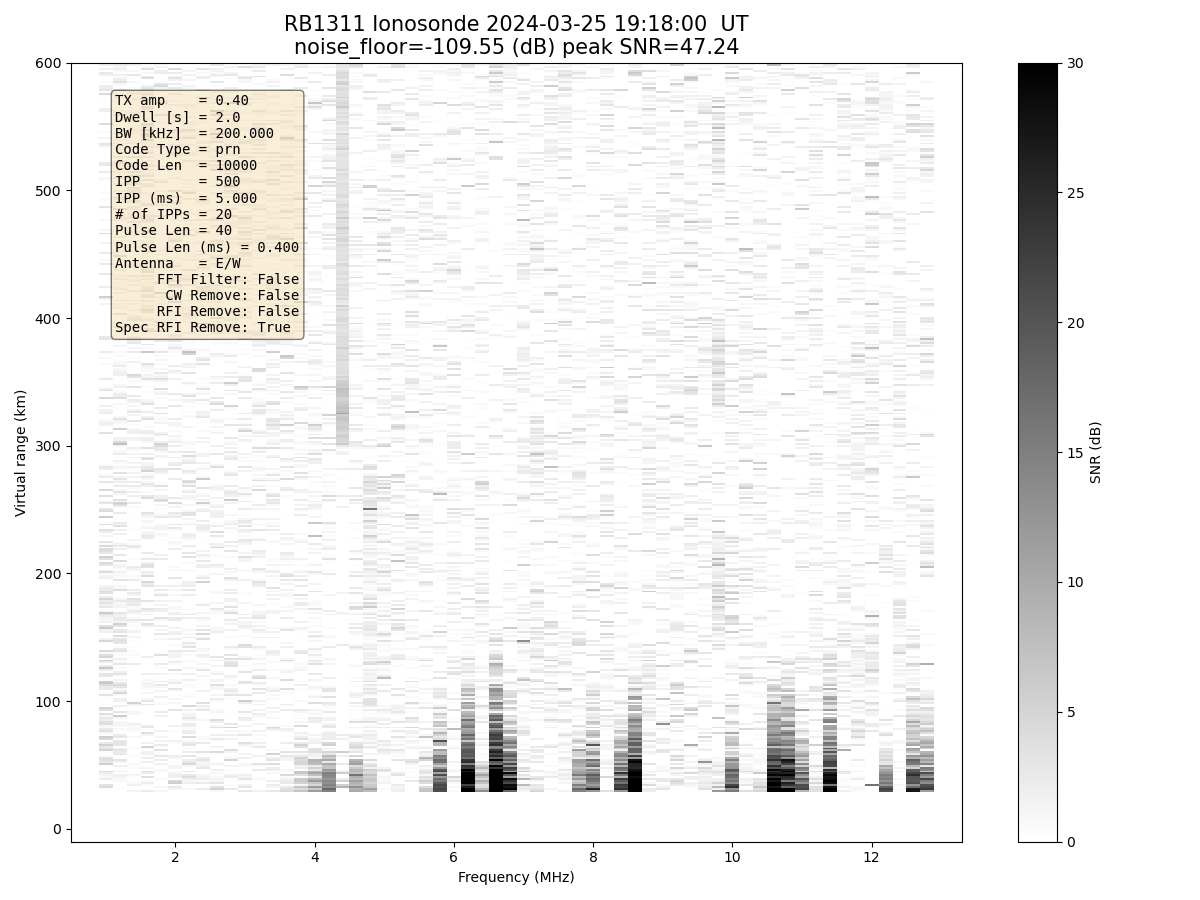 RB1311 Ionosonde 2024-03-25 19:18:00  UT
noise_floor=-109.55 (dB) peak SNR=47.24
TX amp    = 0.40
Dwell [s] = 2.0
BW [kHz]  = 200.000
Code Type = prn
Code Len  = 10000
IPP       = 500
IPP (ms)  = 5.000
# of IPPs = 20
Pulse Len = 40
Pulse Len (ms) = 0.400
Antenna   = E/W
FFT Filter: False
CW Remove: False
RFI Remove: False
Spec RFI Remove: True
600
500
400
300
200
100
0
Virtual range (km)
2
4
6
8
10
12
Frequency (MHz)
30
25
20
15
10
5
0
SNR (dB)